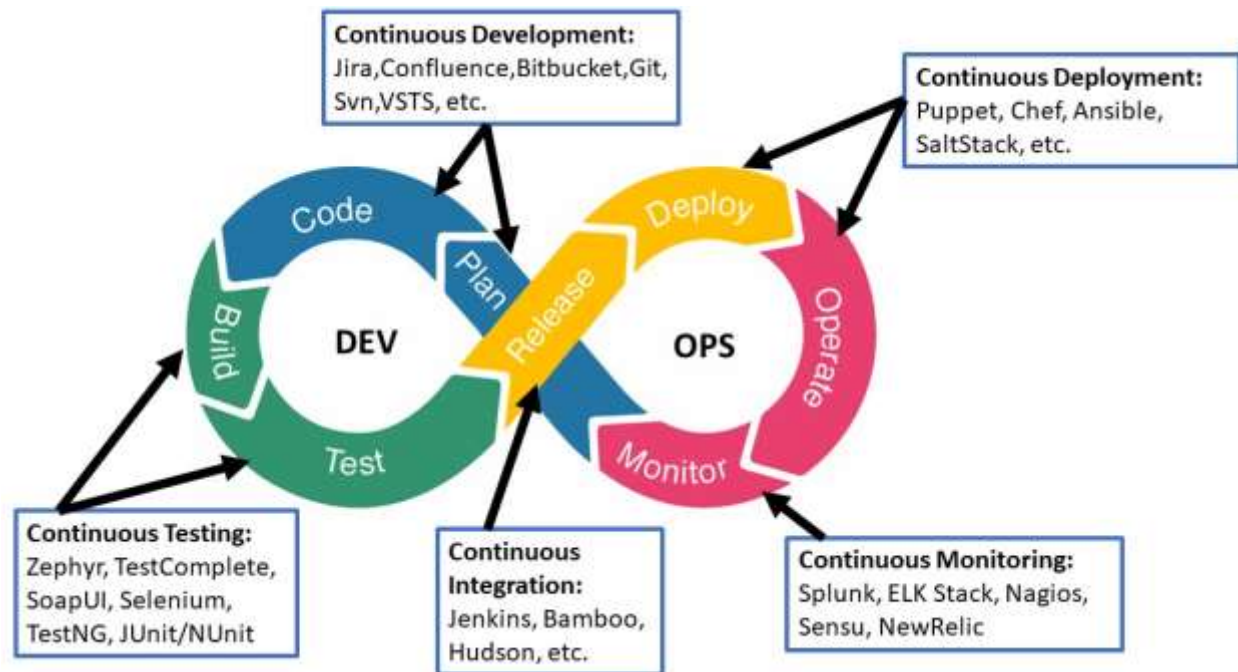 Continuous Development:
Jira,Confluence,Bitbucket,Git,
Svn,VSTS, etc.
Continuous Deployment:
Puppet, Chef, Ansible,
SaltStack, etc.
Code
Plan
Build
Test
DEV
Release
Deploy
Operate
Monitor
OPS
Continuous Testing:
Zephyr, TestComplete,
SoapUI, Selenium,
TestNG, JUnit/NUnit
Continuous
Integration:
Jenkins, Bamboo,
Hudson, etc.
Continuous Monitoring:
Splunk, ELK Stack, Nagios,
Sensu, NewRelic